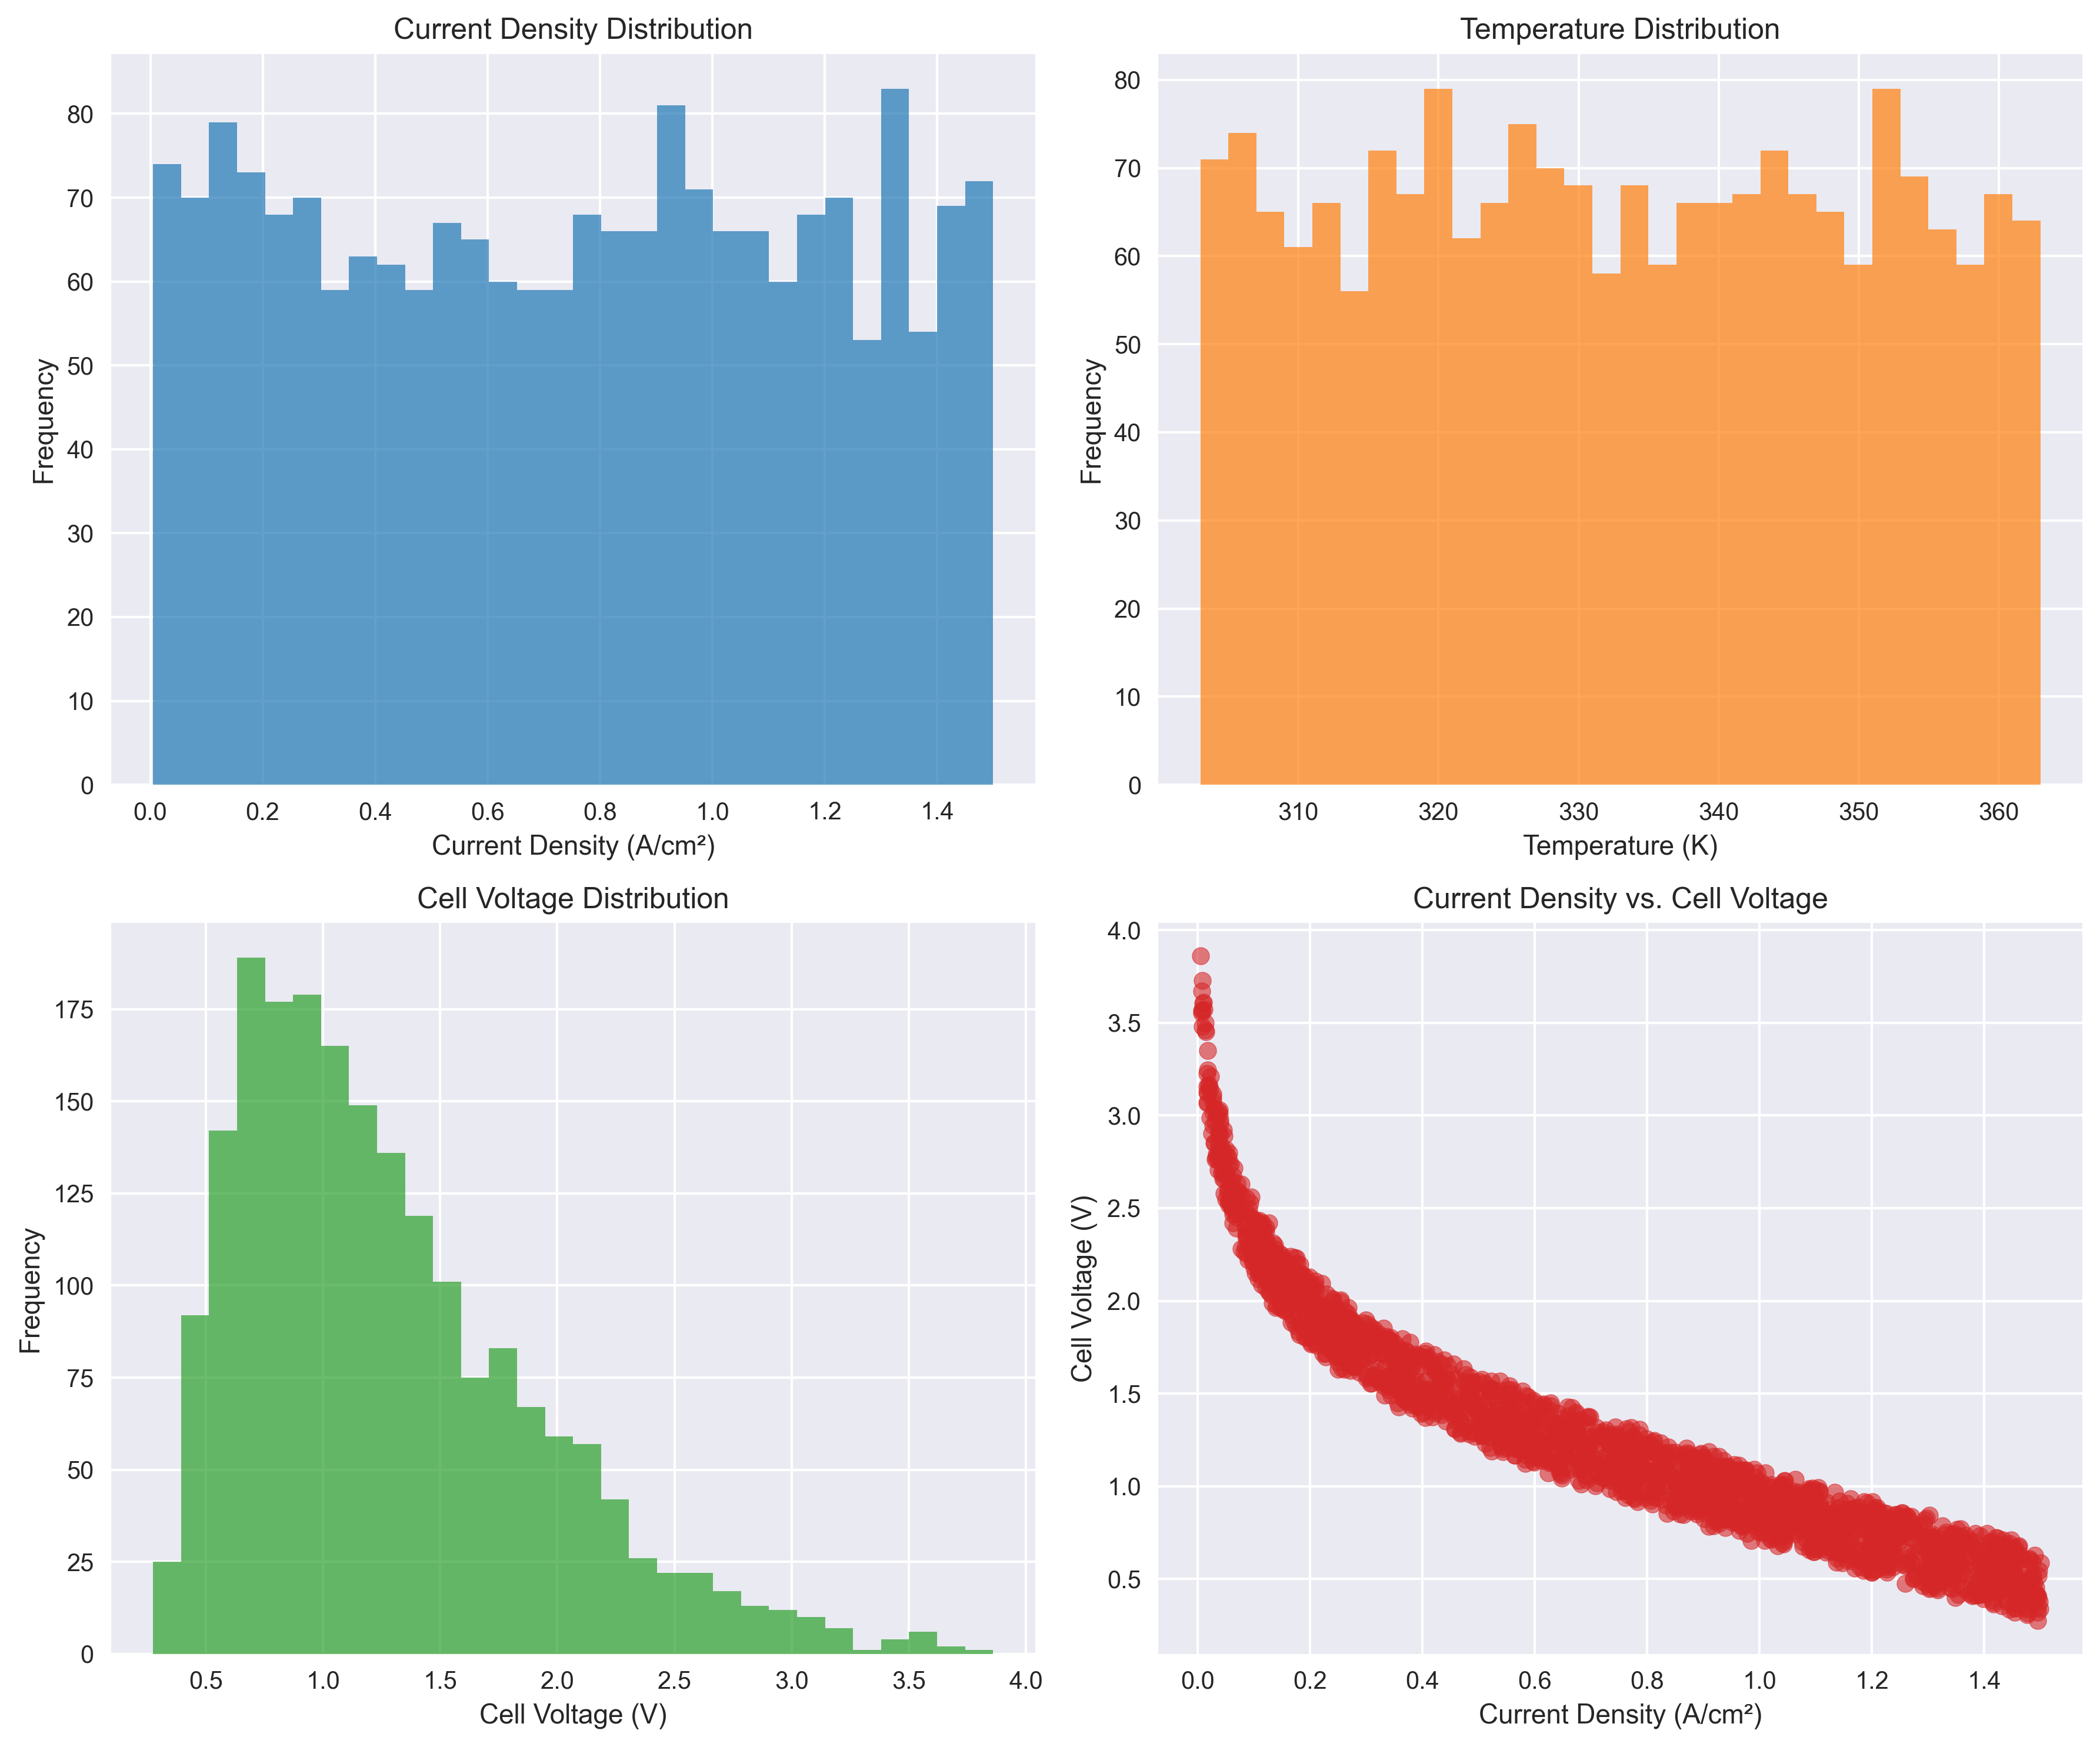 Current Density Distribution
80
70
60
50
40
30
20
10
0
Frequency
0.0 0.2 0.4 0.6 0.8 1.0 1.2 1.4
Current Density (A/cm²)
Temperature Distribution
80
70
60
50
40
30
20
10
0
Frequency
310 320 330 340 350 360
Temperature (K)
Cell Voltage Distribution
175
150
125
100
75
50
25
0
Frequency
0.5 1.0 1.5 2.0 2.5 3.0 3.5 4.0
Cell Voltage (V)
Current Density vs. Cell Voltage
4.0
3.5
3.0
2.5
2.0
1.5
1.0
0.5
Cell Voltage (V)
0.0 0.2 0.4 0.6 0.8 1.0 1.2 1.4
Current Density (A/cm²)